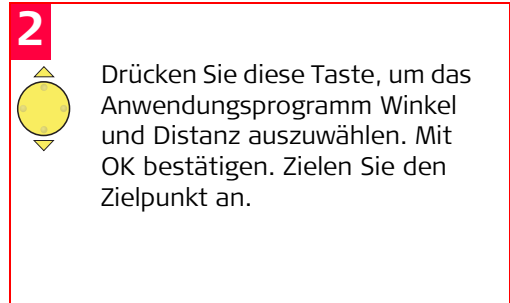 2
Drücken Sie diese Taste, um das
Anwendungsprogramm Winkel
und Distanz auszuwählen. Mit
OK bestätigen. Zielen Sie den
Zielpunkt an.